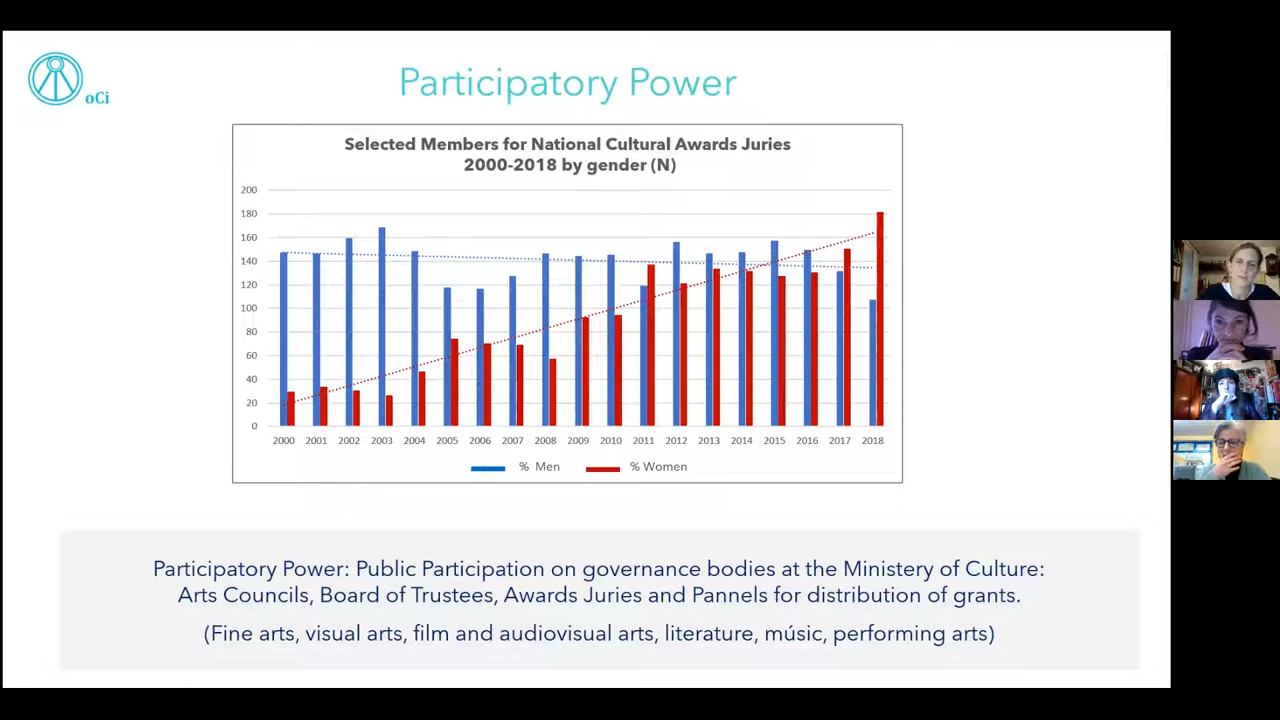 oCi
Participatory Power
Selected Members for National Cultural Awards Juries
2000-2018 by gender (N)
200
180
160
140
120
100
80
60
40
20
0
2000 2001 2002 2003 2004 2005 2006 2007 2008 2009 2010 2011 2012 2013 2014 2015 2016 2017 2018
% Men % Women
Participatory Power: Public Participation on governance bodies at the Ministery of Culture:
Arts Councils, Board of Trustees, Awards Juries and Pannels for distribution of grants.
(Fine arts, visual arts, film and audiovisual arts, literature, músic, performing arts)